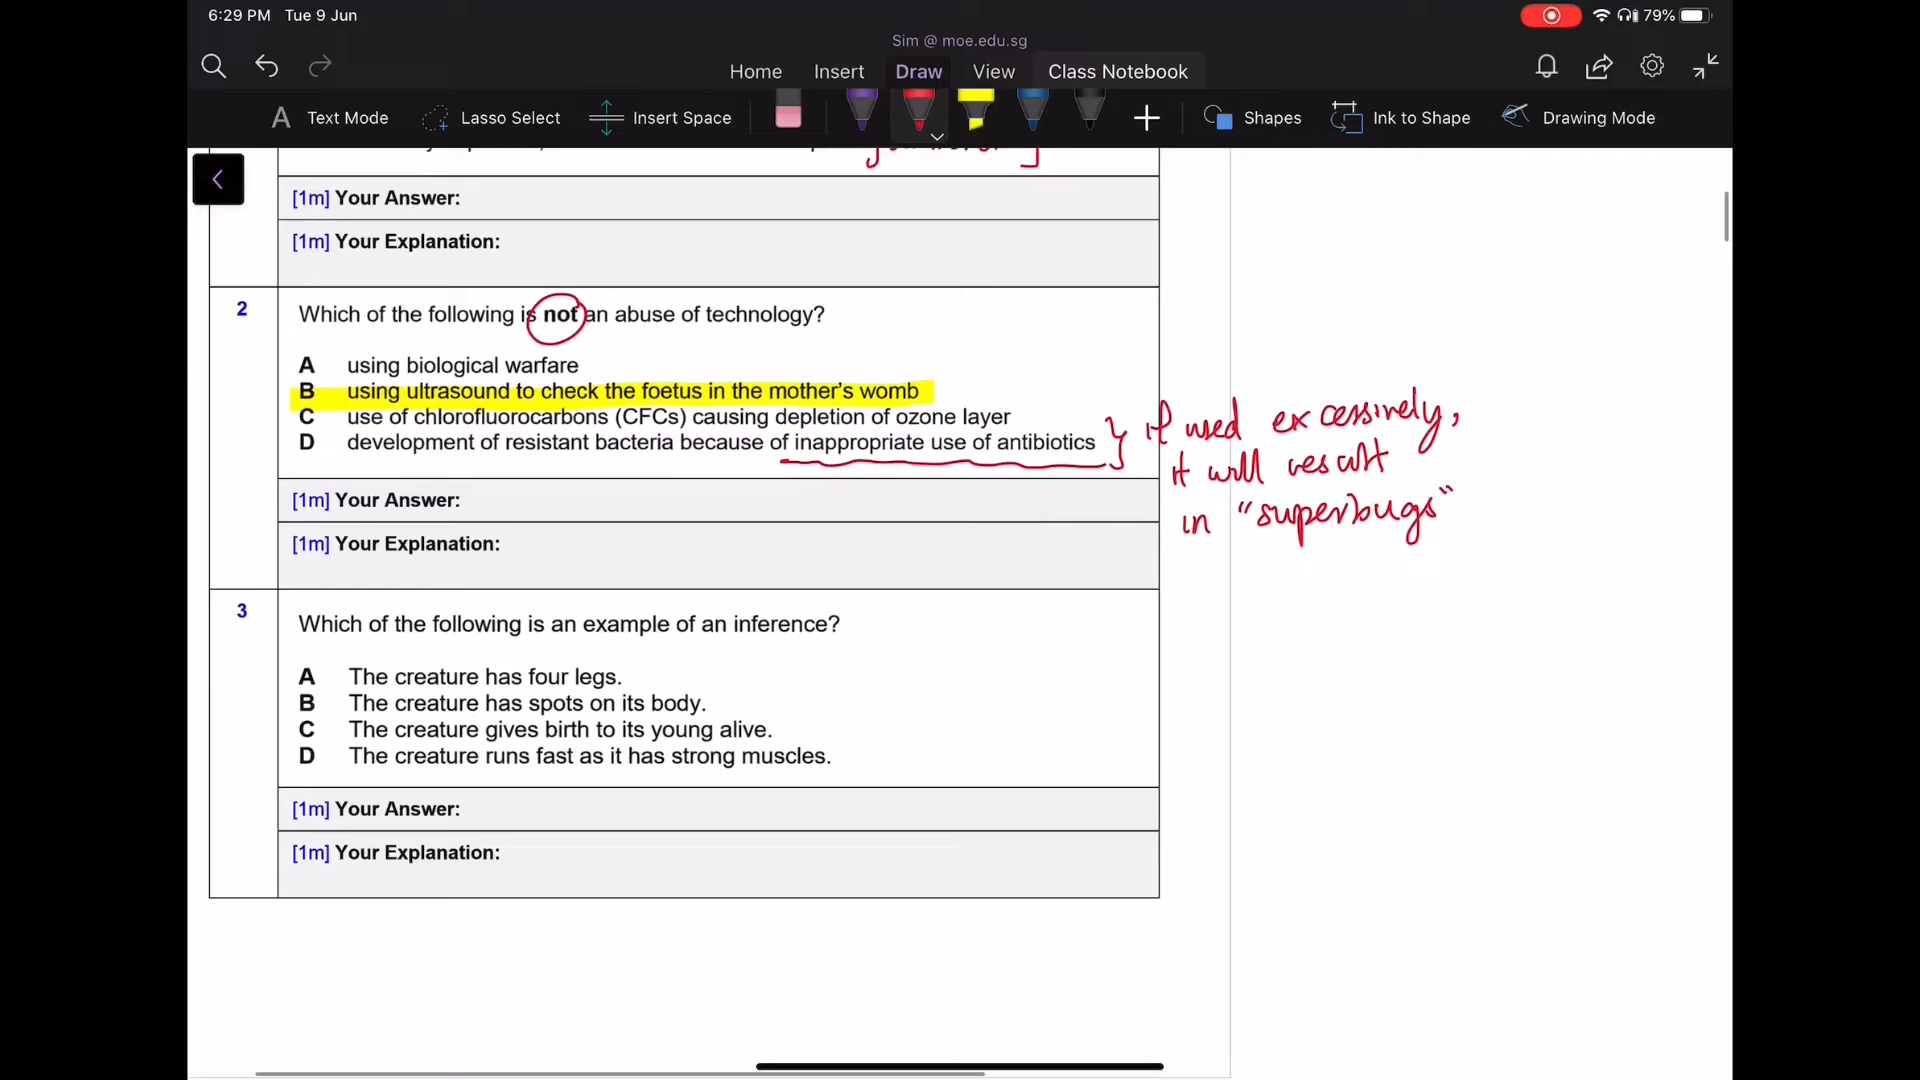 6:29 PM Tue 9 Jun
79%
Sim @ moe.edu.sg
Home Insert Draw View Class Notebook
Text Mode Lasso Select Insert Space Shapes Ink to Shape Drawing Mode
[1m] Your Answer:
[1m] Your Explanation:
2
Which of the following is not an abuse of technology?
A using biological warfare
B using ultrasound to check the foetus in the mother's womb
C use of chlorofluorocarbons (CFCs) causing depletion of ozone layer
D development of resistant bacteria because of inappropriate use of antibiotics
if used excessively,
it will result
in "superbugs"
[1m] Your Answer:
[1m] Your Explanation:
3
Which of the following is an example of an inference?
A The creature has four legs.
B The creature has spots on its body.
C The creature gives birth to its young alive.
D The creature runs fast as it has strong muscles.
[1m] Your Answer:
[1m] Your Explanation: